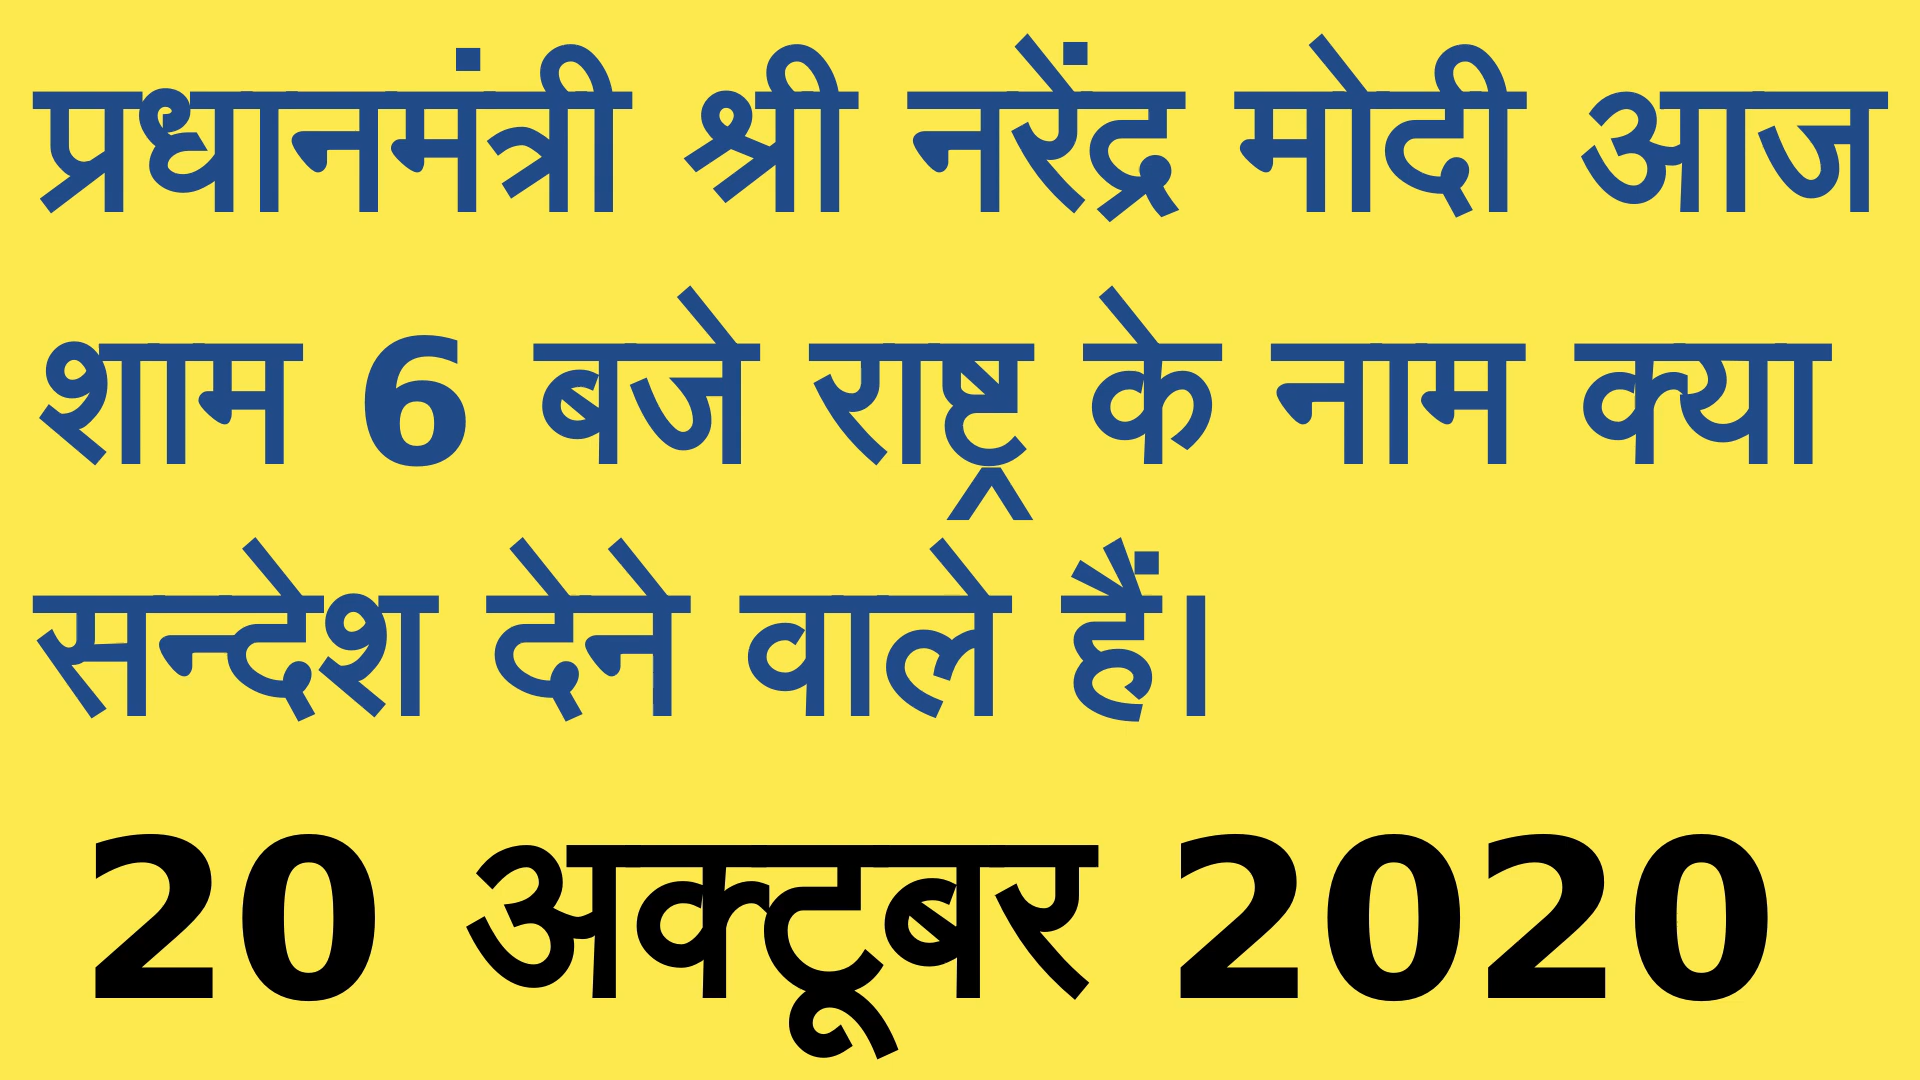 प्रधानमंत्री श्री नरेंद्र मोदी आज
शाम 6 बजे राष्ट्र के नाम क्या
सन्देश देने वाले हैं।
20 अक्टूबर 2020